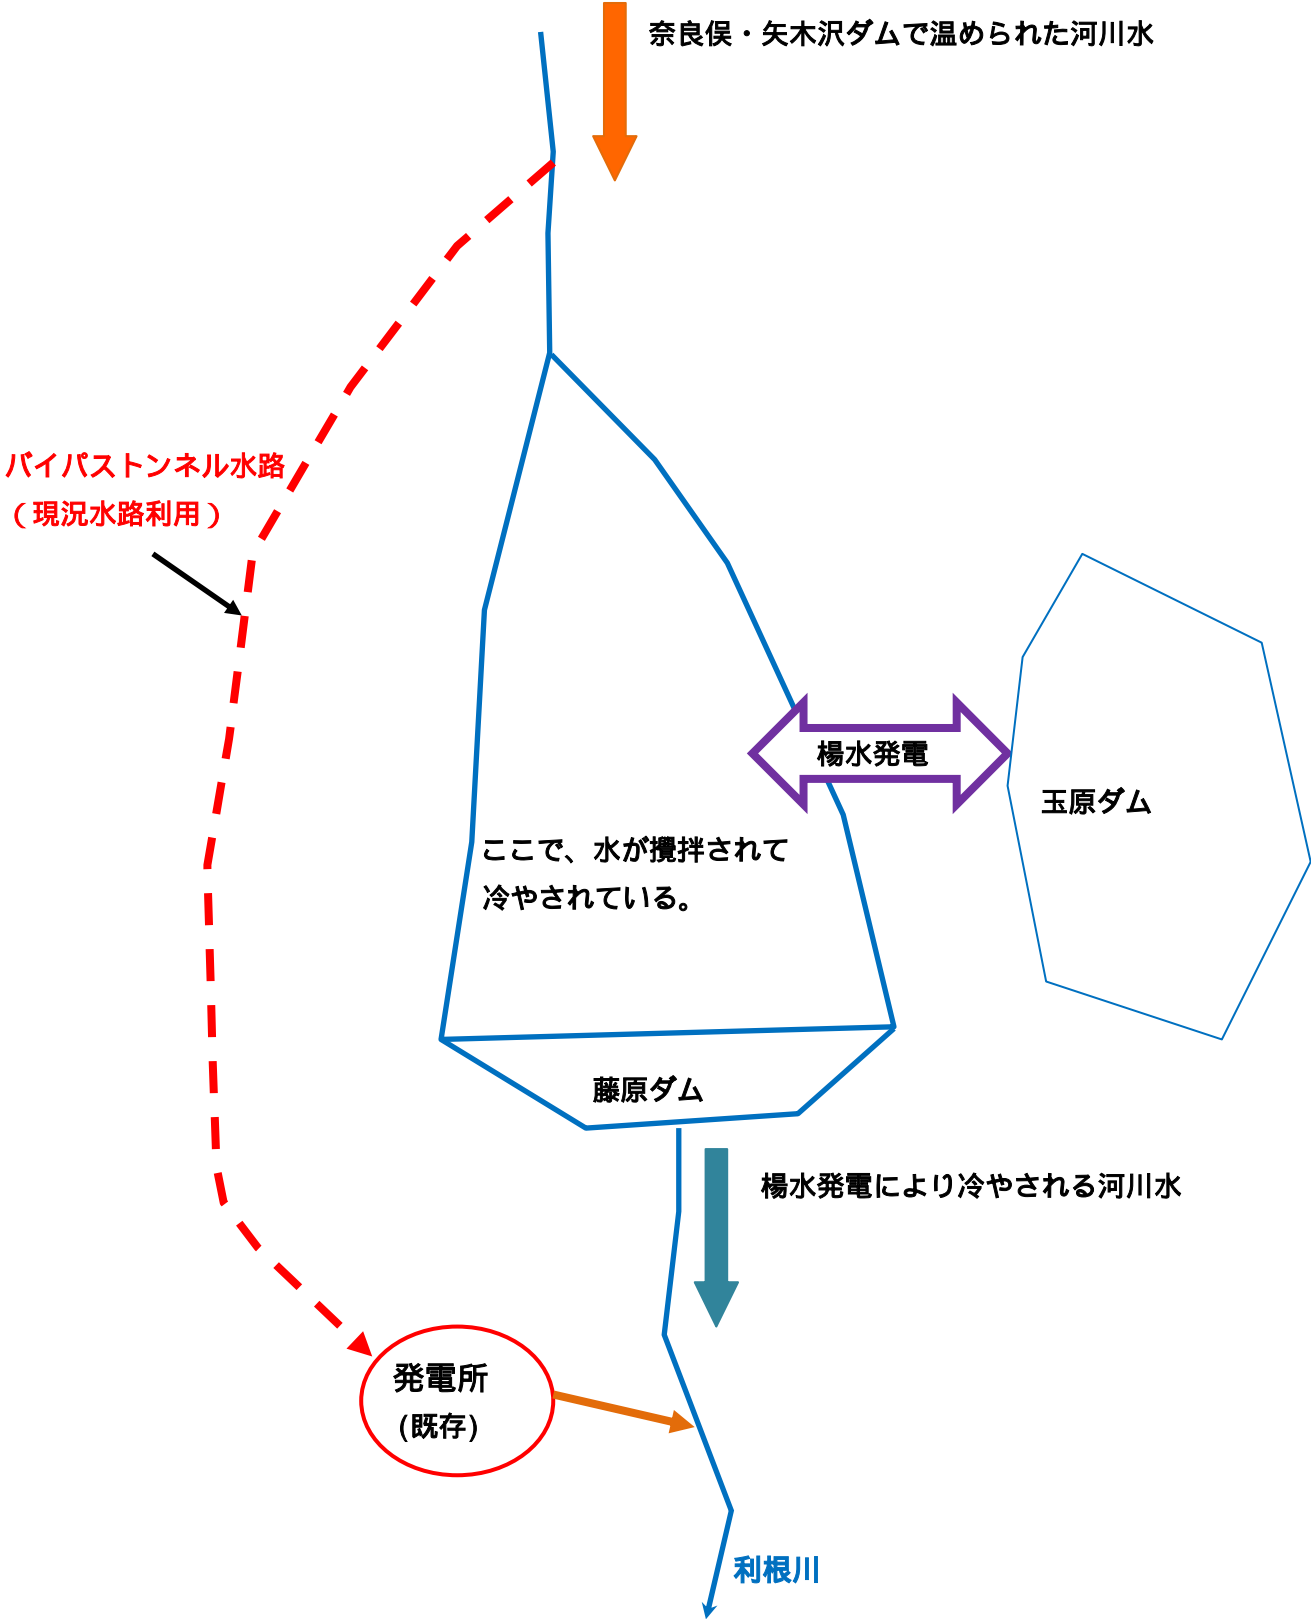 奈良俣・矢木沢ダムで温められた河川水
バイパストンネル水路
（現況水路利用）
楊水発電
玉原ダム
ここで、水が攪拌されて
冷やされている。
藤原ダム
楊水発電により冷やされる河川水
発電所
(既存)
利根川